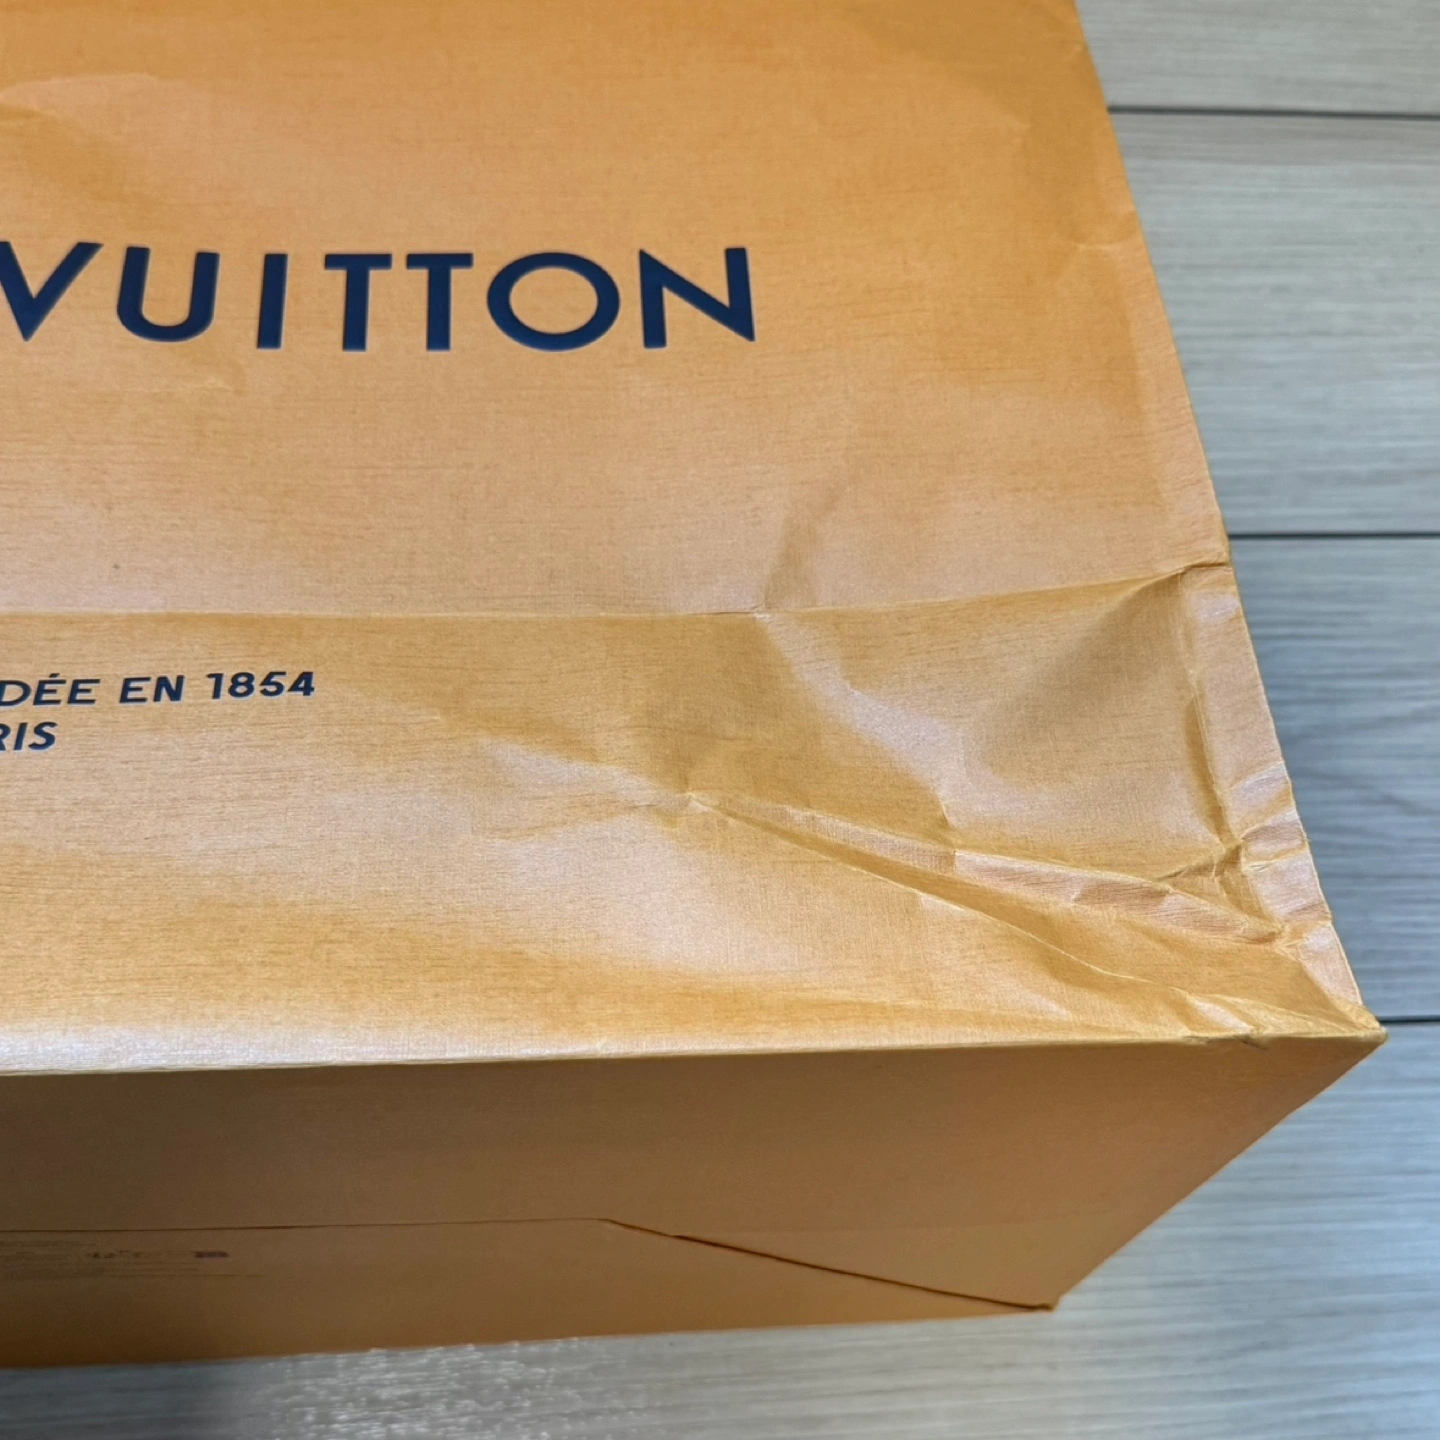 VUITTON
DÉE EN 1854
RIS